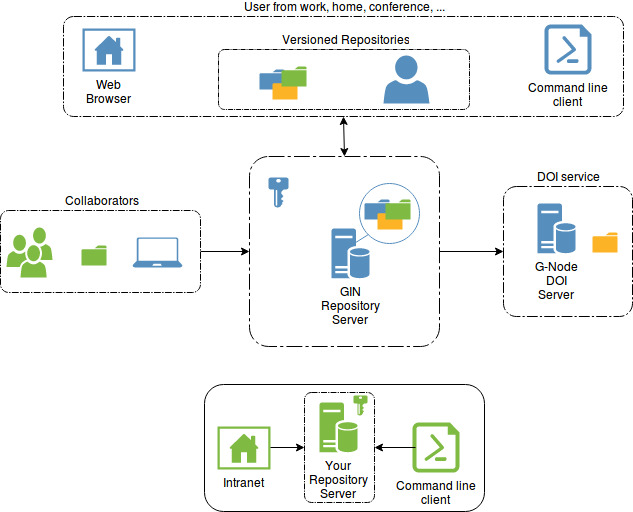 User from work, home, conference, ...
Versioned Repositories
Web
Browser
Command line
client
Collaborators
DOI service
GIN
Repository
Server
G-Node
DOI
Server
Intranet
Your
Repository
Server
Command line
client